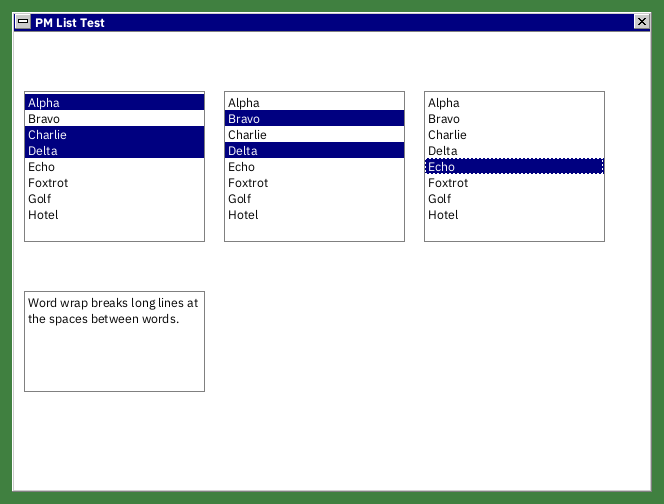 PM List Test
Alpha
Bravo
Charlie
Delta
Echo
Foxtrot
Golf
Hotel
Alpha
Bravo
Charlie
Delta
Echo
Foxtrot
Golf
Hotel
Alpha
Bravo
Charlie
Delta
Echo
Foxtrot
Golf
Hotel
Word wrap breaks long lines at
the spaces between words.